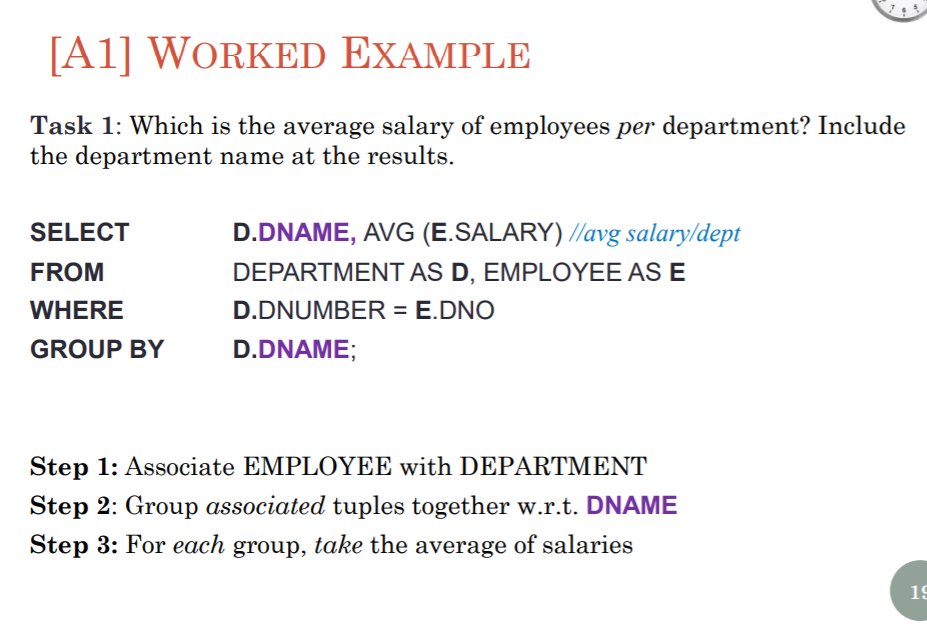 [A1] WORKED EXAMPLE
Task 1: Which is the average salary of employees per department? Include
the department name at the results.
SELECT D.DNAME, AVG (E.SALARY) //avg salary/dept
FROM DEPARTMENT AS D, EMPLOYEE AS E
WHERE D.DNUMBER = E.DNO
GROUP BY D.DNAME;
Step 1: Associate EMPLOYEE with DEPARTMENT
Step 2: Group associated tuples together w.r.t. DNAME
Step 3: For each group, take the average of salaries